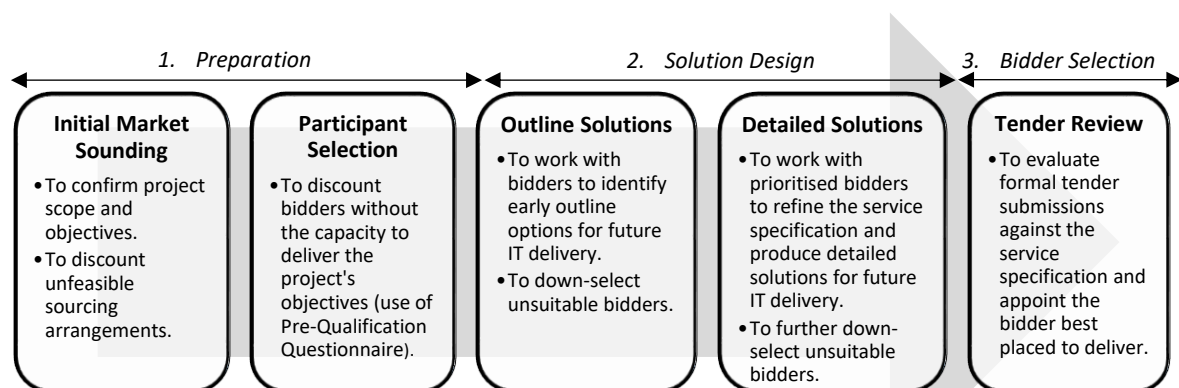 1. Preparation
2. Solution Design
3. Bidder Selection
Initial Market
Sounding
•To confirm project
scope and
objectives.
•To discount
unfeasible
sourcing
arrangements.
Participant
Selection
•To discount
bidders without
the capacity to
deliver the
project's
objectives (use of
Pre-Qualification
Questionnaire).
Outline Solutions
•To work with
bidders to identify
early outline
options for future
IT delivery.
•To down-select
unsuitable bidders.
Detailed Solutions
•To work with
prioritised bidders
to refine the service
specification and
produce detailed
solutions for future
IT delivery.
•To further down-
select unsuitable
bidders.
Tender Review
•To evaluate
formal tender
submissions
against the
service
specification and
appoint the
bidder best
placed to deliver.